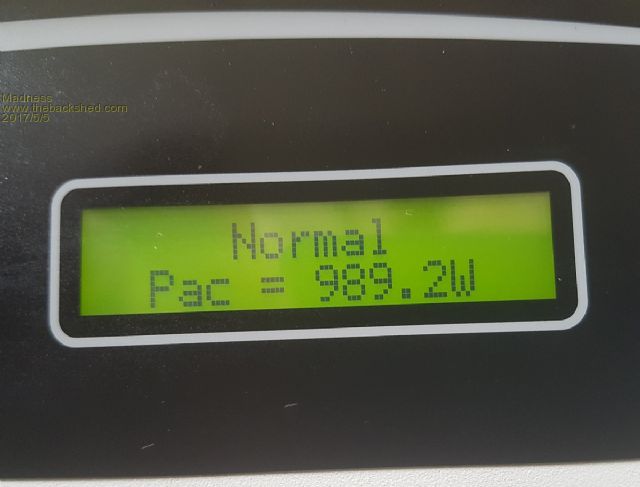 Madness
www.thebackshed.com
2017/5/5
Normal
Pac = 989.2W